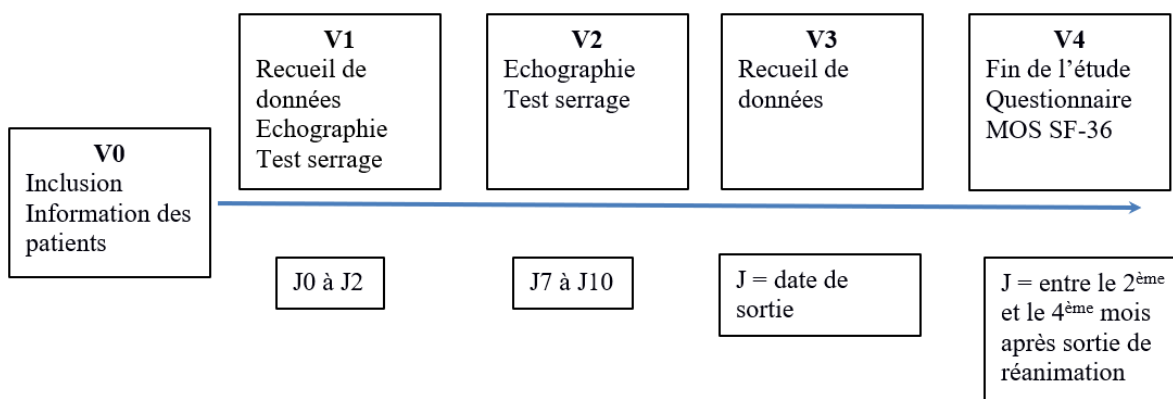 V0
Inclusion
Information des
patients
V1
Recueil de
données
Echographie
Test serrage
V2
Echographie
Test serrage
V3
Recueil de
données
V4
Fin de l’étude
Questionnaire
MOS SF-36
J0 à J2
J7 à J10
J = date de
sortie
J = entre le 2ème
et le 4ème mois
après sortie de
réanimation